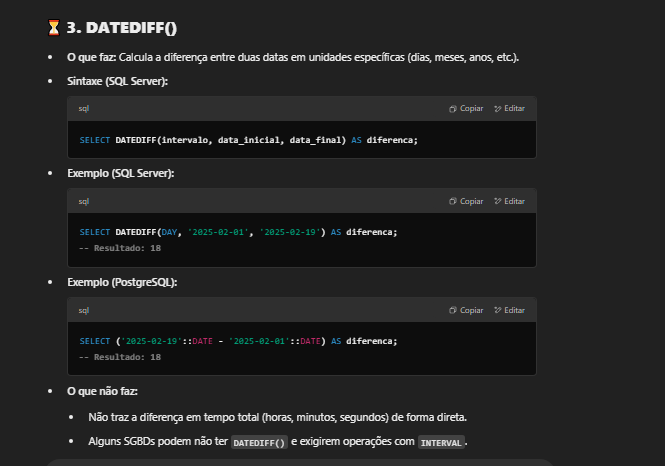 ⏳ 3. DATEDIFF()
• O que faz: Calcula a diferença entre duas datas em unidades específicas (dias, meses, anos, etc.).
• Sintaxe (SQL Server):
sql Copiar Editar
SELECT DATEDIFF(intervalo, data_inicial, data_final) AS diferenca;
• Exemplo (SQL Server):
sql Copiar Editar
SELECT DATEDIFF(DAY, '2025-02-01', '2025-02-19') AS diferenca;
-- Resultado: 18
• Exemplo (PostgreSQL):
sql Copiar Editar
SELECT ('2025-02-19'::DATE - '2025-02-01'::DATE) AS diferenca;
-- Resultado: 18
• O que não faz:
• Não traz a diferença em tempo total (horas, minutos, segundos) de forma direta.
• Alguns SGBDs podem não ter DATEDIFF() e exigirem operações com INTERVAL.